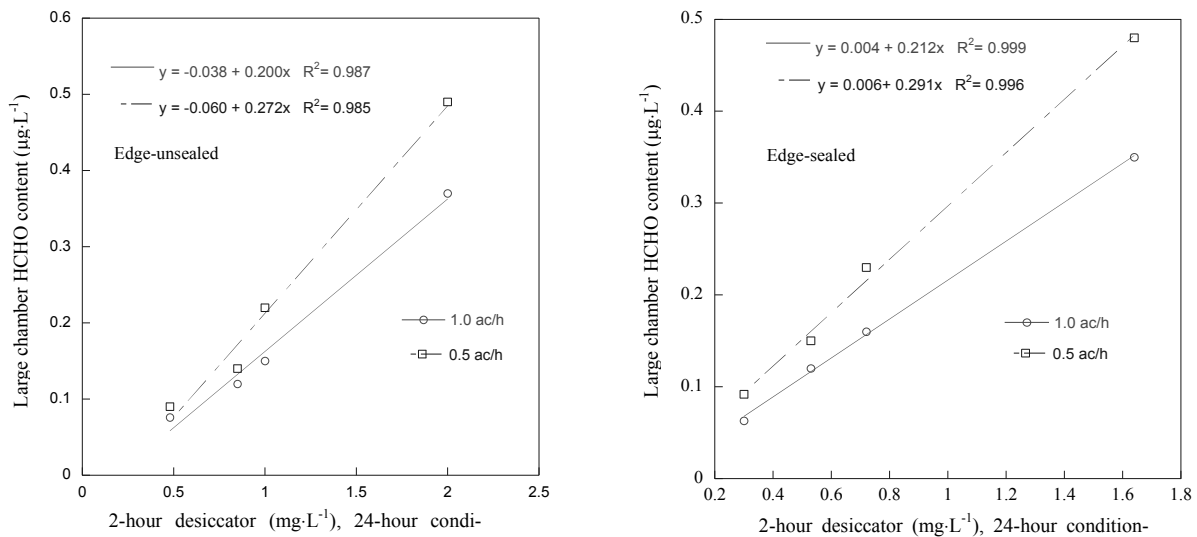 Large chamber HCHO content (µg·L⁻¹)
0.6
0.5
0.4
0.3
0.2
0.1
0
y = -0.038 + 0.200x R²= 0.987
y = -0.060 + 0.272x R²= 0.985
Edge-unsealed
1.0 ac/h
0.5 ac/h
0 0.5 1 1.5 2 2.5
2-hour desiccator (mg·L⁻¹), 24-hour condi-
Large chamber HCHO content (µg·L⁻¹)
0.5
0.4
0.3
0.2
0.1
0
y = 0.004 + 0.212x R²= 0.999
y = 0.006+ 0.291x R²= 0.996
Edge-sealed
1.0 ac/h
0.5 ac/h
0.2 0.4 0.6 0.8 1 1.2 1.4 1.6 1.8
2-hour desiccator (mg·L⁻¹), 24-hour condition-